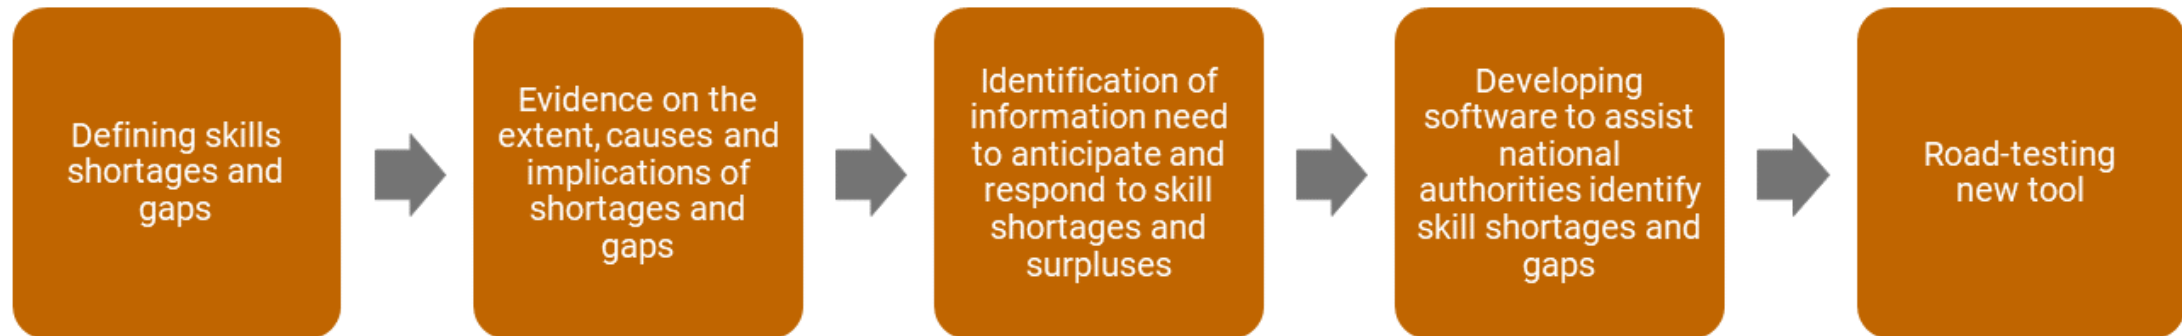 Defining skills
shortages and
gaps
Evidence on the
extent, causes and
implications of
shortages and
gaps
Identification of
information need
to anticipate and
respond to skill
shortages and
surpluses
Developing
software to assist
national
authorities identify
skill shortages and
gaps
Road-testing
new tool